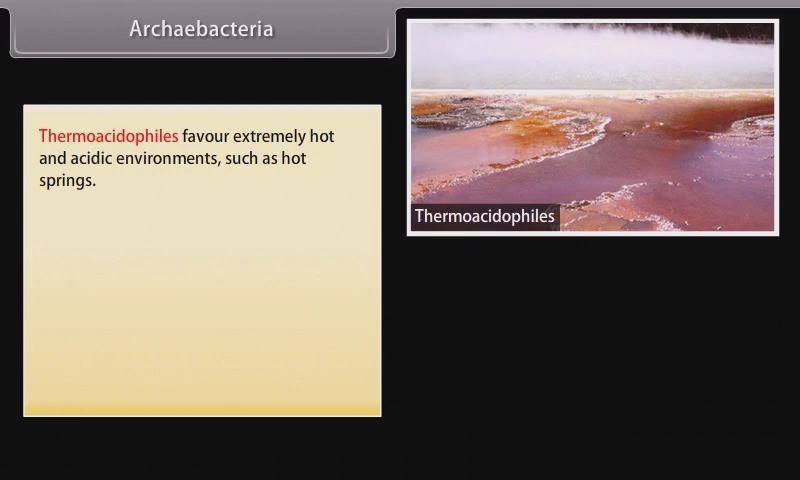 Archaebacteria
Thermoacidophiles favour extremely hot
and acidic environments, such as hot
springs.
Thermoacidophiles